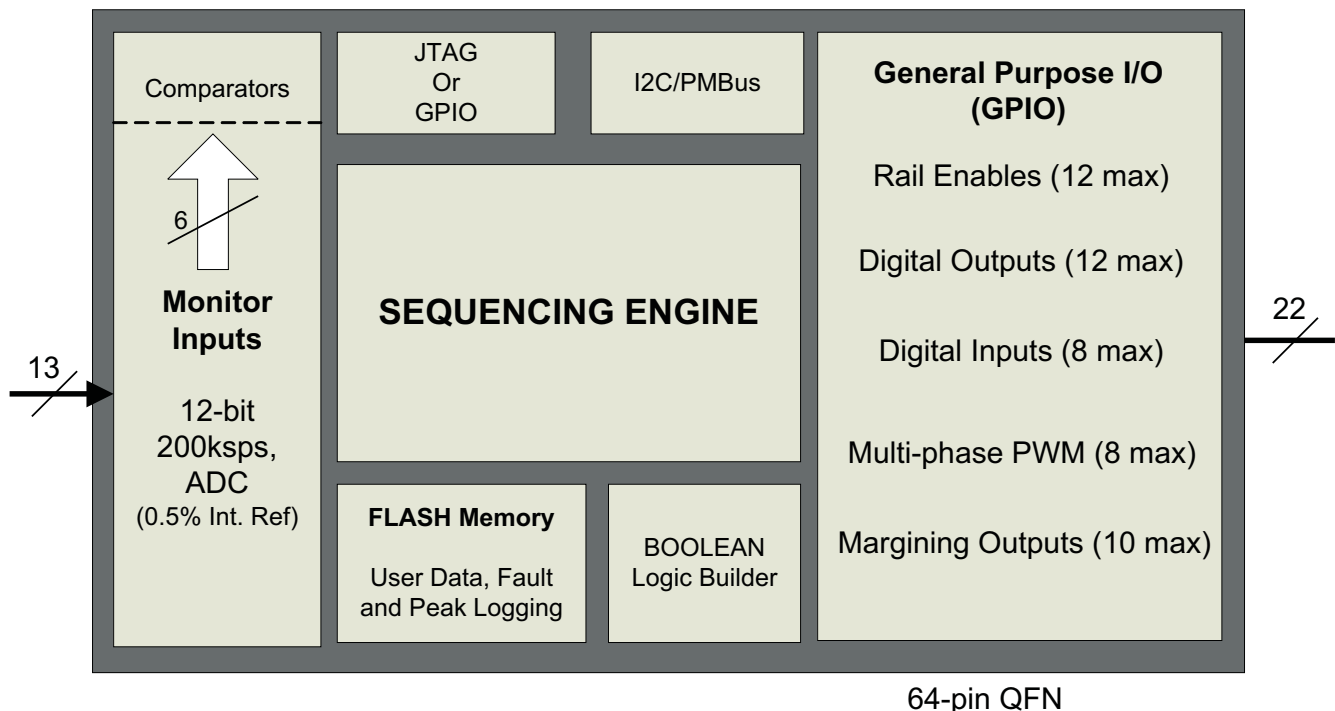 Comparators
6
Monitor
Inputs
12-bit
200ksps,
ADC
(0.5% Int. Ref)
13
JTAG
Or
GPIO
I2C/PMBus
SEQUENCING ENGINE
FLASH Memory
User Data, Fault
and Peak Logging
BOOLEAN
Logic Builder
General Purpose I/O
(GPIO)
Rail Enables (12 max)
Digital Outputs (12 max)
Digital Inputs (8 max)
Multi-phase PWM (8 max)
Margining Outputs (10 max)
22
64-pin QFN